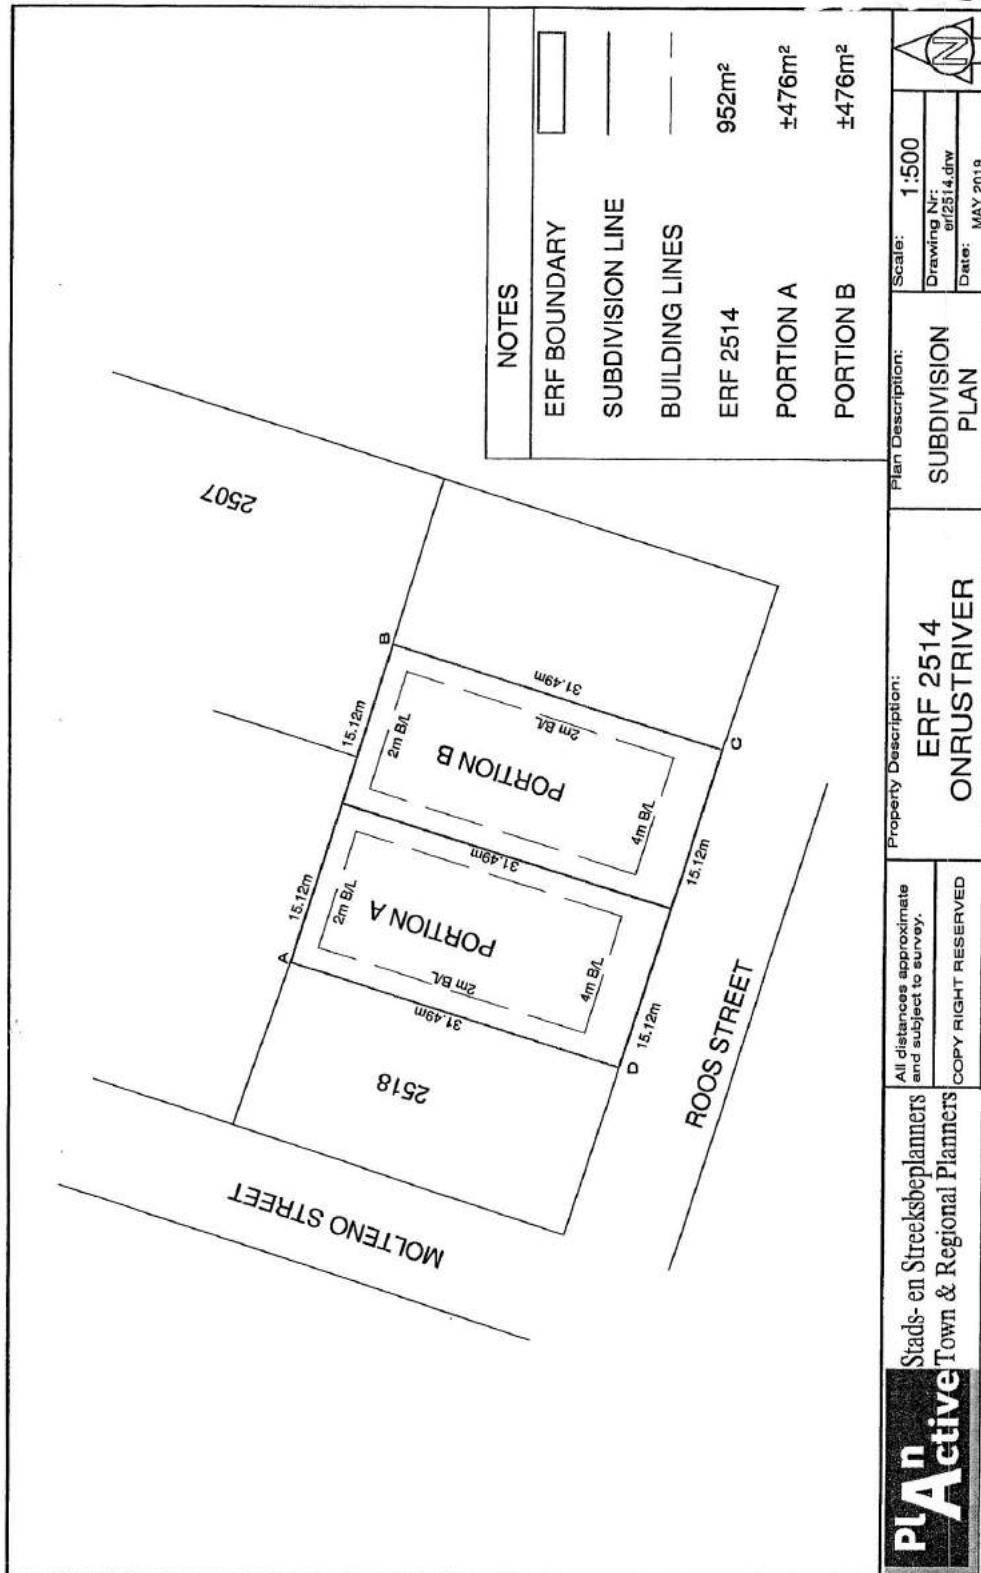 2507
B
15.12m
2m B/L
PORTION B
31.49m
2m B/L
4m B/L
C
15.12m
A
15.12m
2m B/L
PORTION A
31.49m
2m B/L
31.49m
4m B/L
D
15.12m
2518
MOLTENO STREET
ROOS STREET
NOTES
ERF BOUNDARY
SUBDIVISION LINE
BUILDING LINES
ERF 2514 952m²
PORTION A ±476m²
PORTION B ±476m²
Plan Active
Stads- en Streeksbeplanners
Town & Regional Planners
All distances approximate
and subject to survey.
COPY RIGHT RESERVED
Property Description:
ERF 2514
ONRUSTRIVER
Plan Description:
SUBDIVISION
PLAN
Scale: 1:500
Drawing Nr:
erf2514.drw
Date: MAY 2019
N